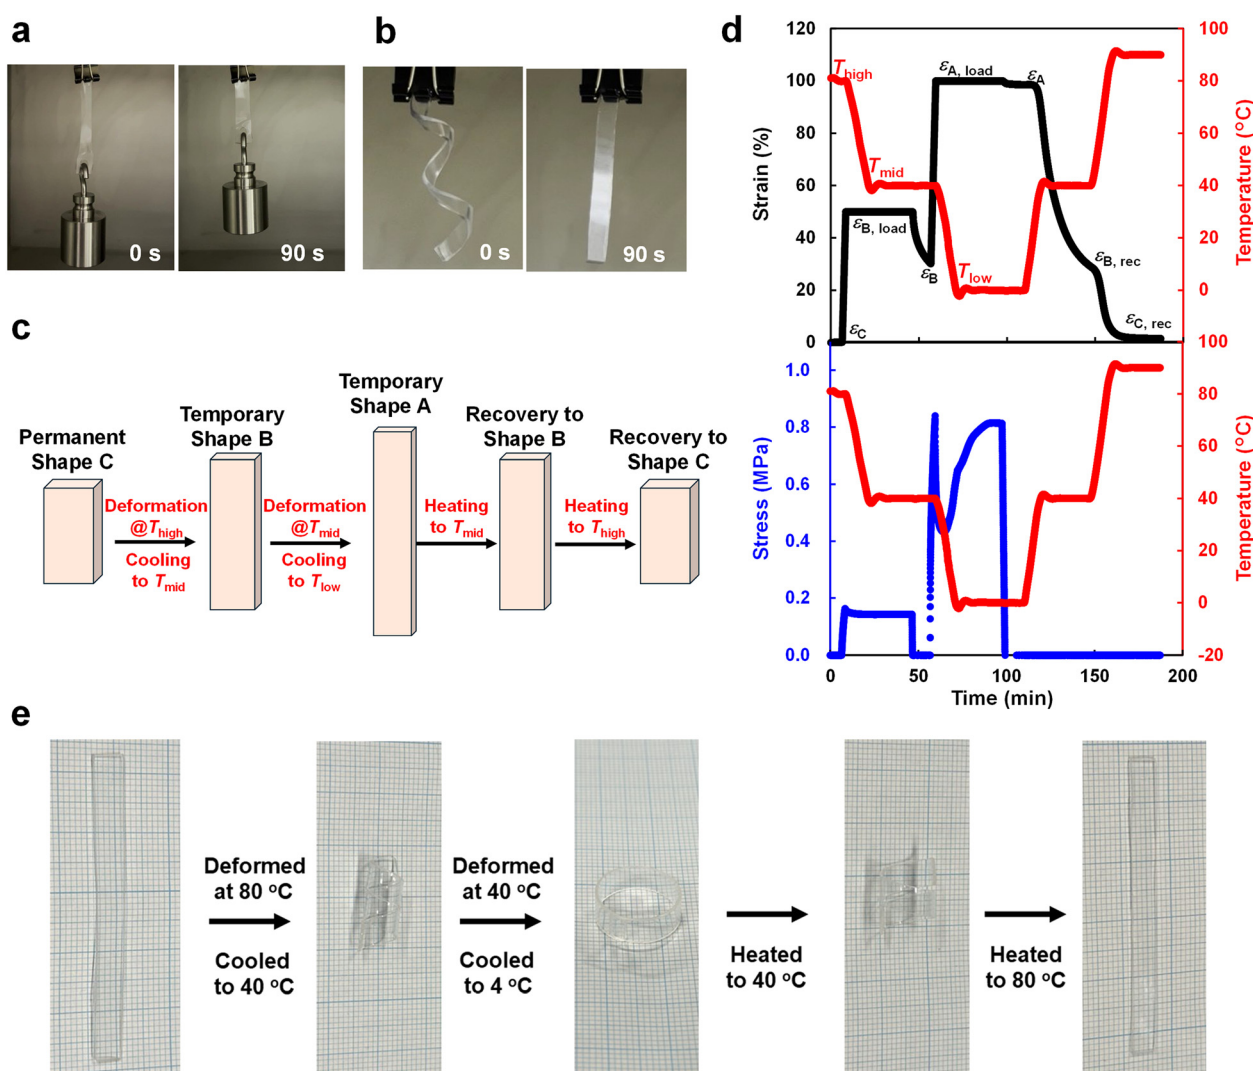 a
b
0 s
90 s
0 s
90 s
c
Permanent
Shape C
Deformation
@Thigh
Cooling
to Tmid
Temporary
Shape B
Deformation
@Tmid
Cooling
to Tlow
Temporary
Shape A
Heating
to Tmid
Recovery to
Shape B
Heating
to Thigh
Recovery to
Shape C
d
120
100
80
60
40
20
0
Strain (%)
100
80
60
40
20
0
Temperature (°C)
Thigh
Tmid
Tlow
εA, load
εA
εB, load
εB
εB, rec
εC
εC, rec
1.0
0.8
0.6
0.4
0.2
0.0
Stress (MPa)
100
80
60
40
20
0
-20
Temperature (°C)
0
50
100
150
200
Time (min)
e
Deformed
at 80 °C
Cooled
to 40 °C
Deformed
at 40 °C
Cooled
to 4 °C
Heated
to 40 °C
Heated
to 80 °C